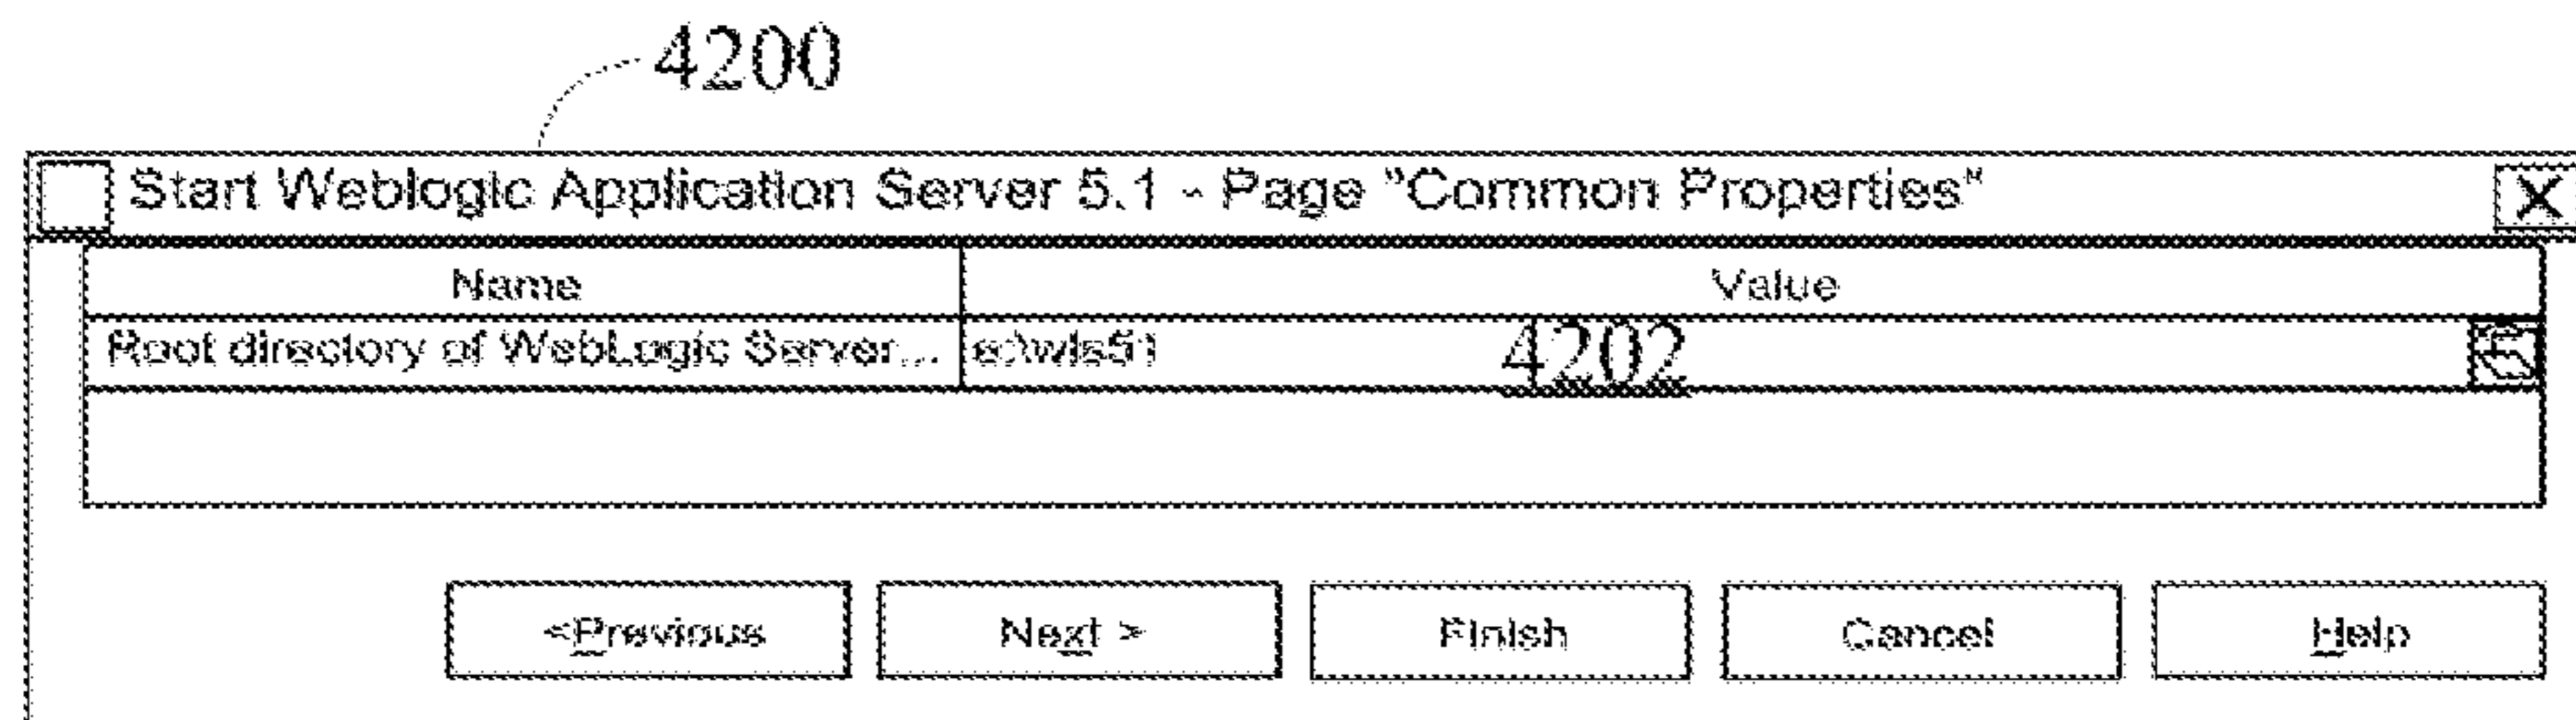 4200
Start Weblogic Application Server 5.1 - Page "Common Properties"
Name Value
Root directory of WebLogic Server... e:\wls51 4202
<Previous Next > Finish Cancel Help